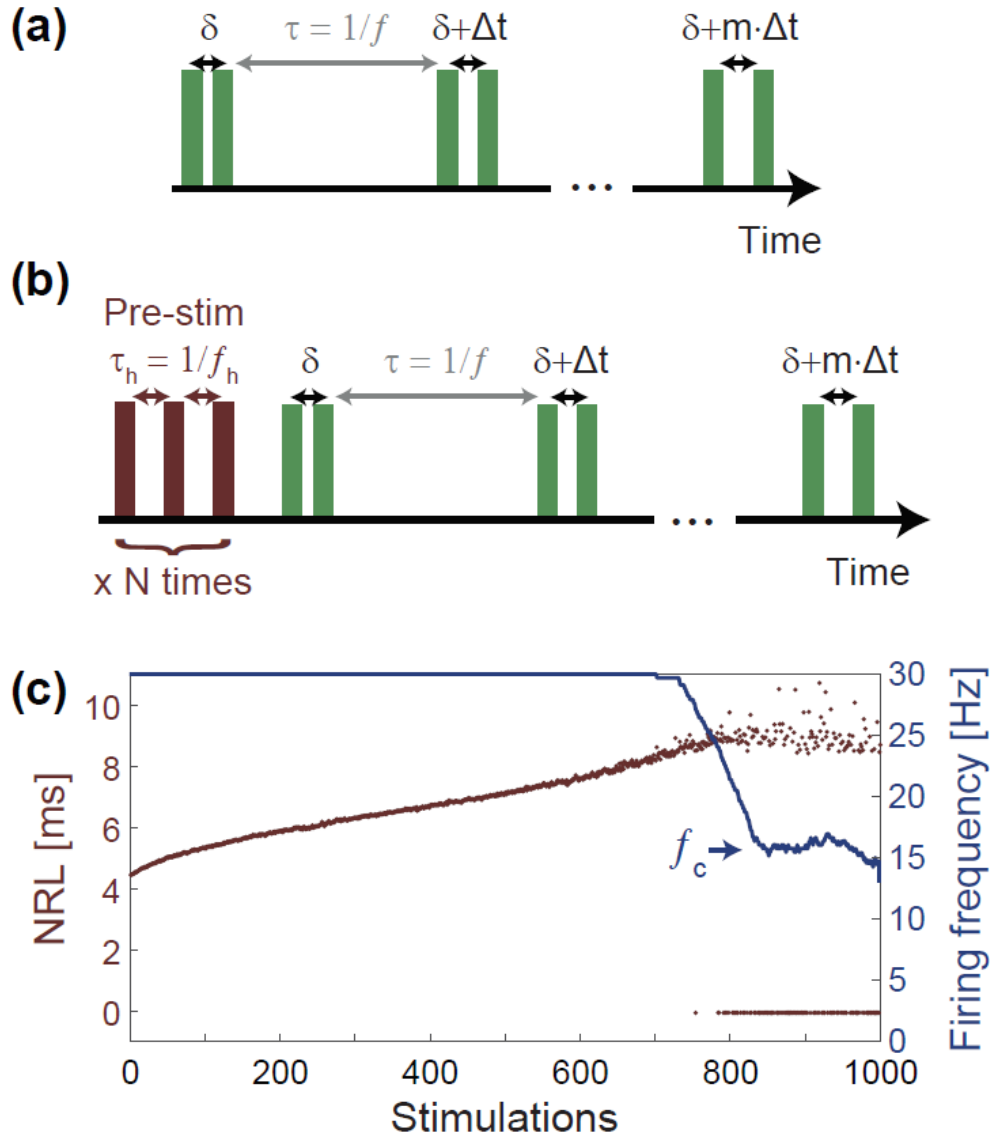 (a)
δ τ = 1/f δ+Δt δ+m·Δt
...
Time
(b)
Pre-stim
τh = 1/fh δ τ = 1/f δ+Δt δ+m·Δt
...
x N times Time
(c)
NRL [ms]
10
8
6
4
2
0
fc
Firing frequency [Hz]
30
25
20
15
10
5
0
0 200 400 600 800 1000
Stimulations